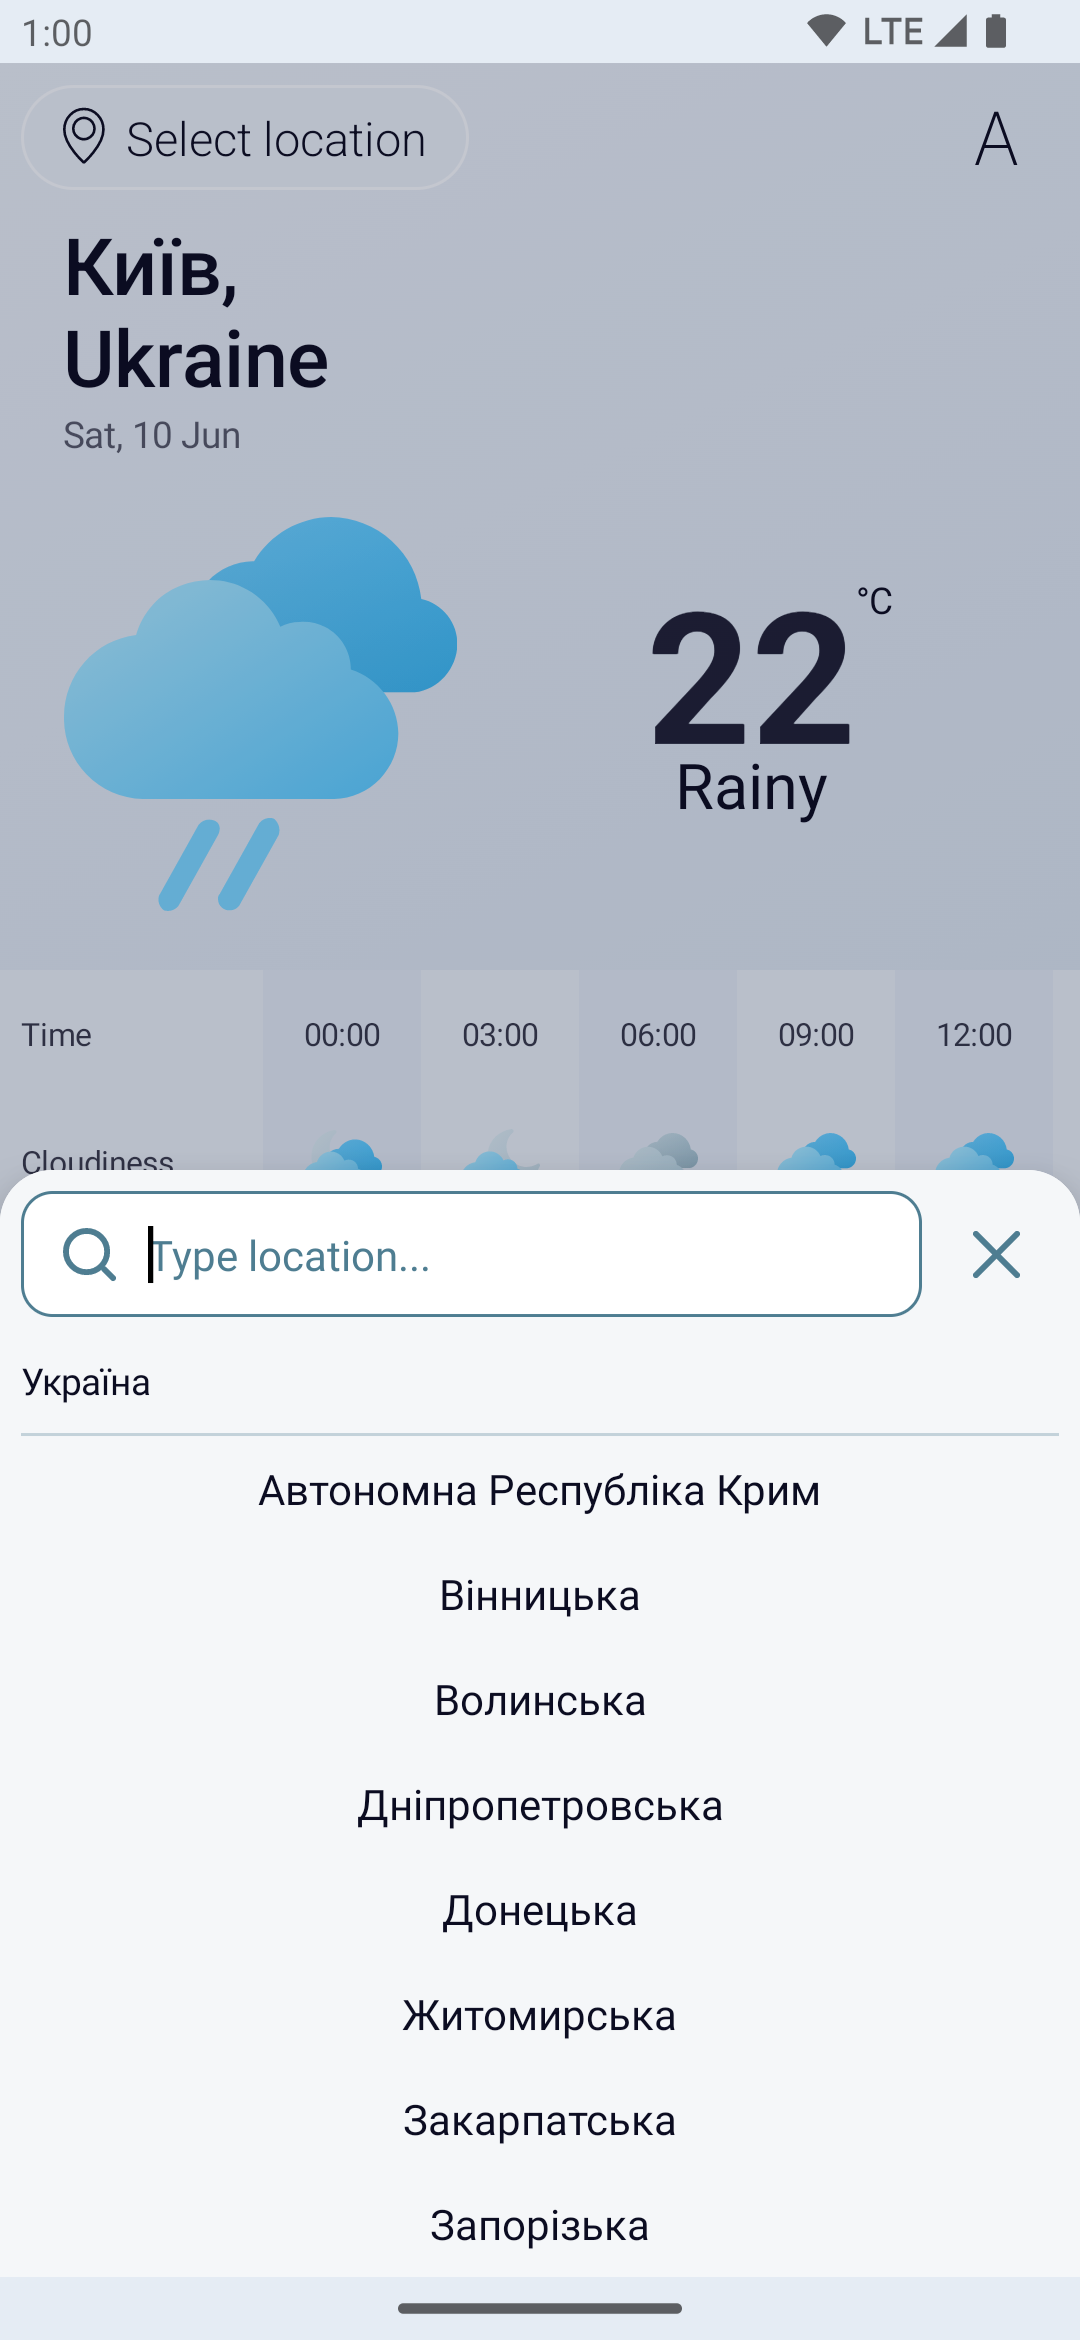 1:00 LTE
Select location A
Київ,
Ukraine
Sat, 10 Jun
°C
22
Rainy
Time 00:00 03:00 06:00 09:00 12:00
Cloudiness
Type location...
Україна
Автономна Республіка Крим
Вінницька
Волинська
Дніпропетровська
Донецька
Житомирська
Закарпатська
Запорізька